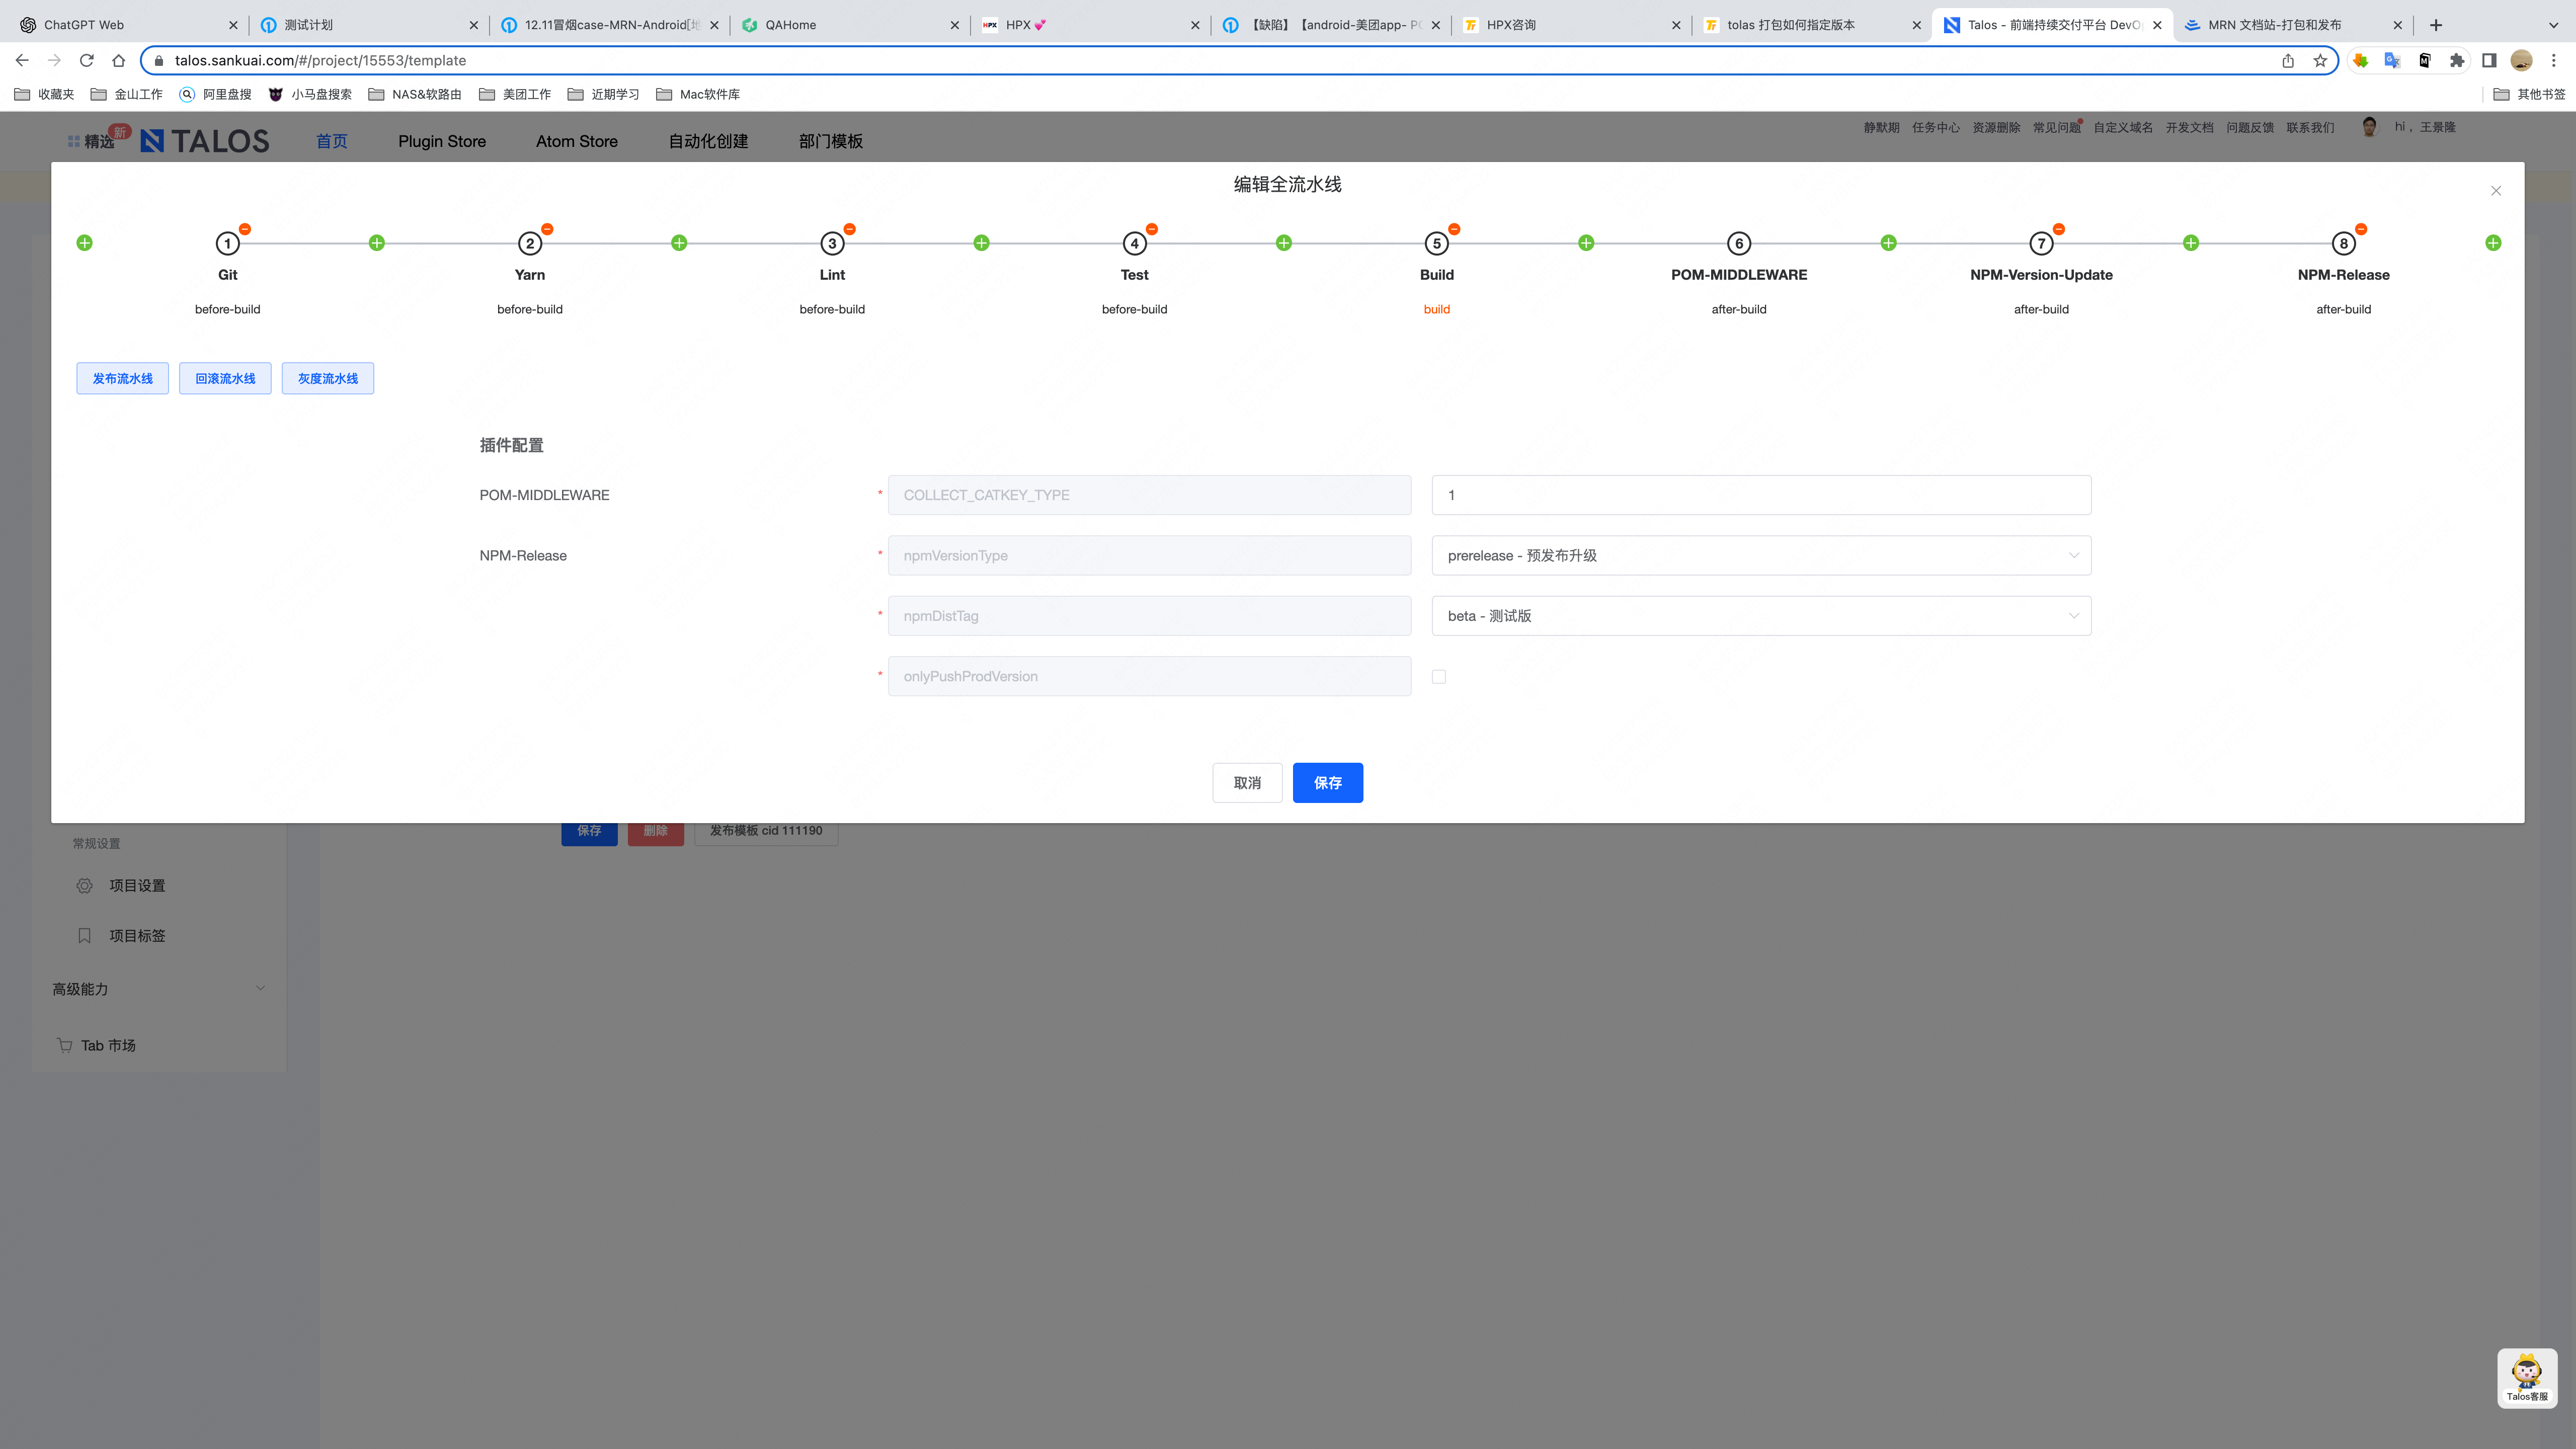 ChatGPT Web
测试计划
12.11冒烟case-MRN-Android[地
QAHome
HPX 💞
【缺陷】【android-美团app- PC
HPX咨询
tolas 打包如何指定版本
Talos - 前端持续交付平台 DevO
MRN 文档站-打包和发布
talos.sankuai.com/#/project/15553/template
收藏夹
金山工作
阿里盘搜
小马盘搜索
NAS&软路由
美团工作
近期学习
Mac软件库
其他书签
精选
新
TALOS
首页
Plugin Store
Atom Store
自动化创建
部门模板
静默期
任务中心
资源删除
常见问题
自定义域名
开发文档
问题反馈
联系我们
hi， 王景隆
编辑全流水线
1
2
3
4
5
6
7
8
Git
Yarn
Lint
Test
Build
POM-MIDDLEWARE
NPM-Version-Update
NPM-Release
before-build
before-build
before-build
before-build
build
after-build
after-build
after-build
发布流水线
回滚流水线
灰度流水线
插件配置
POM-MIDDLEWARE
* COLLECT_CATKEY_TYPE
1
NPM-Release
* npmVersionType
prerelease - 预发布升级
* npmDistTag
beta - 测试版
* onlyPushProdVersion
取消
保存
保存
删除
发布模板 cid 111190
常规设置
项目设置
项目标签
高级能力
Tab 市场
Talos客服